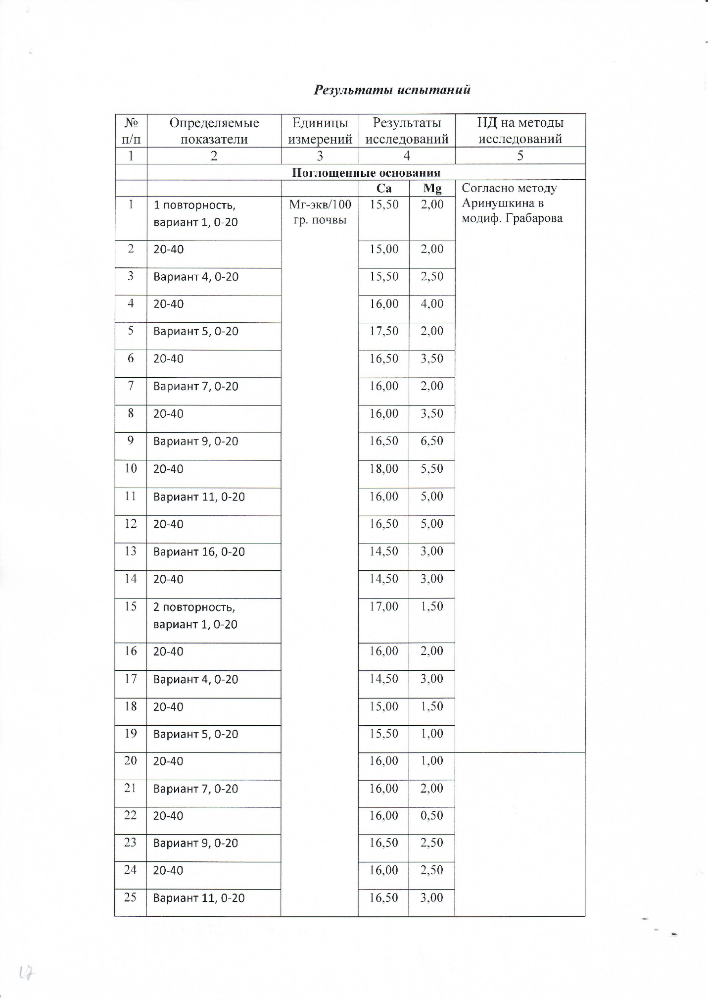 Результаты испытаний
№ Определяемые Единицы Результаты НД на методы
п/п показатели измерений исследований исследований
1 2 3 4 5
Поглощенные основания
Ca Mg Согласно методу
1 1 повторность, Мг-экв/100 15,50 2,00 Аринушкина в
вариант 1, 0-20 гр. почвы модиф. Грабарова
2 20-40 15,00 2,00
3 Вариант 4, 0-20 15,50 2,50
4 20-40 16,00 4,00
5 Вариант 5, 0-20 17,50 2,00
6 20-40 16,50 3,50
7 Вариант 7, 0-20 16,00 2,00
8 20-40 16,00 3,50
9 Вариант 9, 0-20 16,50 6,50
10 20-40 18,00 5,50
11 Вариант 11, 0-20 16,00 5,00
12 20-40 16,50 5,00
13 Вариант 16, 0-20 14,50 3,00
14 20-40 14,50 3,00
15 2 повторность, 17,00 1,50
вариант 1, 0-20
16 20-40 16,00 2,00
17 Вариант 4, 0-20 14,50 3,00
18 20-40 15,00 1,50
19 Вариант 5, 0-20 15,50 1,00
20 20-40 16,00 1,00
21 Вариант 7, 0-20 16,00 2,00
22 20-40 16,00 0,50
23 Вариант 9, 0-20 16,50 2,50
24 20-40 16,00 2,50
25 Вариант 11, 0-20 16,50 3,00
17